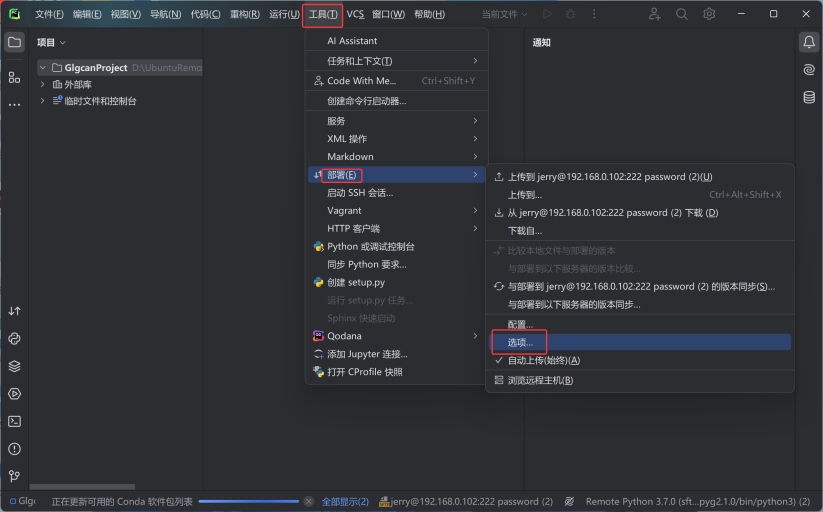 文件(F) 编辑(E) 视图(V) 导航(N) 代码(C) 重构(R) 运行(U) 工具(T) VCS 窗口(W) 帮助(H) 当前文件
项目
通知
GlgcanProject D:\UbuntuRemo
外部库
临时文件和控制台
AI Assistant
任务和上下文(T)
Code With Me... Ctrl+Shift+Y
创建命令行启动器...
服务
XML 操作
Markdown
部署(E)
启动 SSH 会话...
Vagrant
HTTP 客户端
Python 或调试控制台
同步 Python 要求...
创建 setup.py
运行 setup.py 任务...
Sphinx 快速启动
Qodana
添加 Jupyter 连接...
打开 CProfile 快照
上传到 jerry@192.168.0.102:222 password (2)(U)
上传到... Ctrl+Alt+Shift+X
从 jerry@192.168.0.102:222 password (2) 下载 (D)
下载自...
比较本地文件与部署的版本
与部署到以下服务器的版本比较...
与部署到 jerry@192.168.0.102:222 password (2) 的版本同步(S)...
与部署到以下服务器的版本同步...
配置...
选项...
自动上传(始终)(A)
浏览远程主机(B)
Glgc 正在更新可用的 Conda 软件包列表 全部显示(2) jerry@192.168.0.102:222 password (2) Remote Python 3.7.0 (sft...pyg2.1.0/bin/python3) (2)